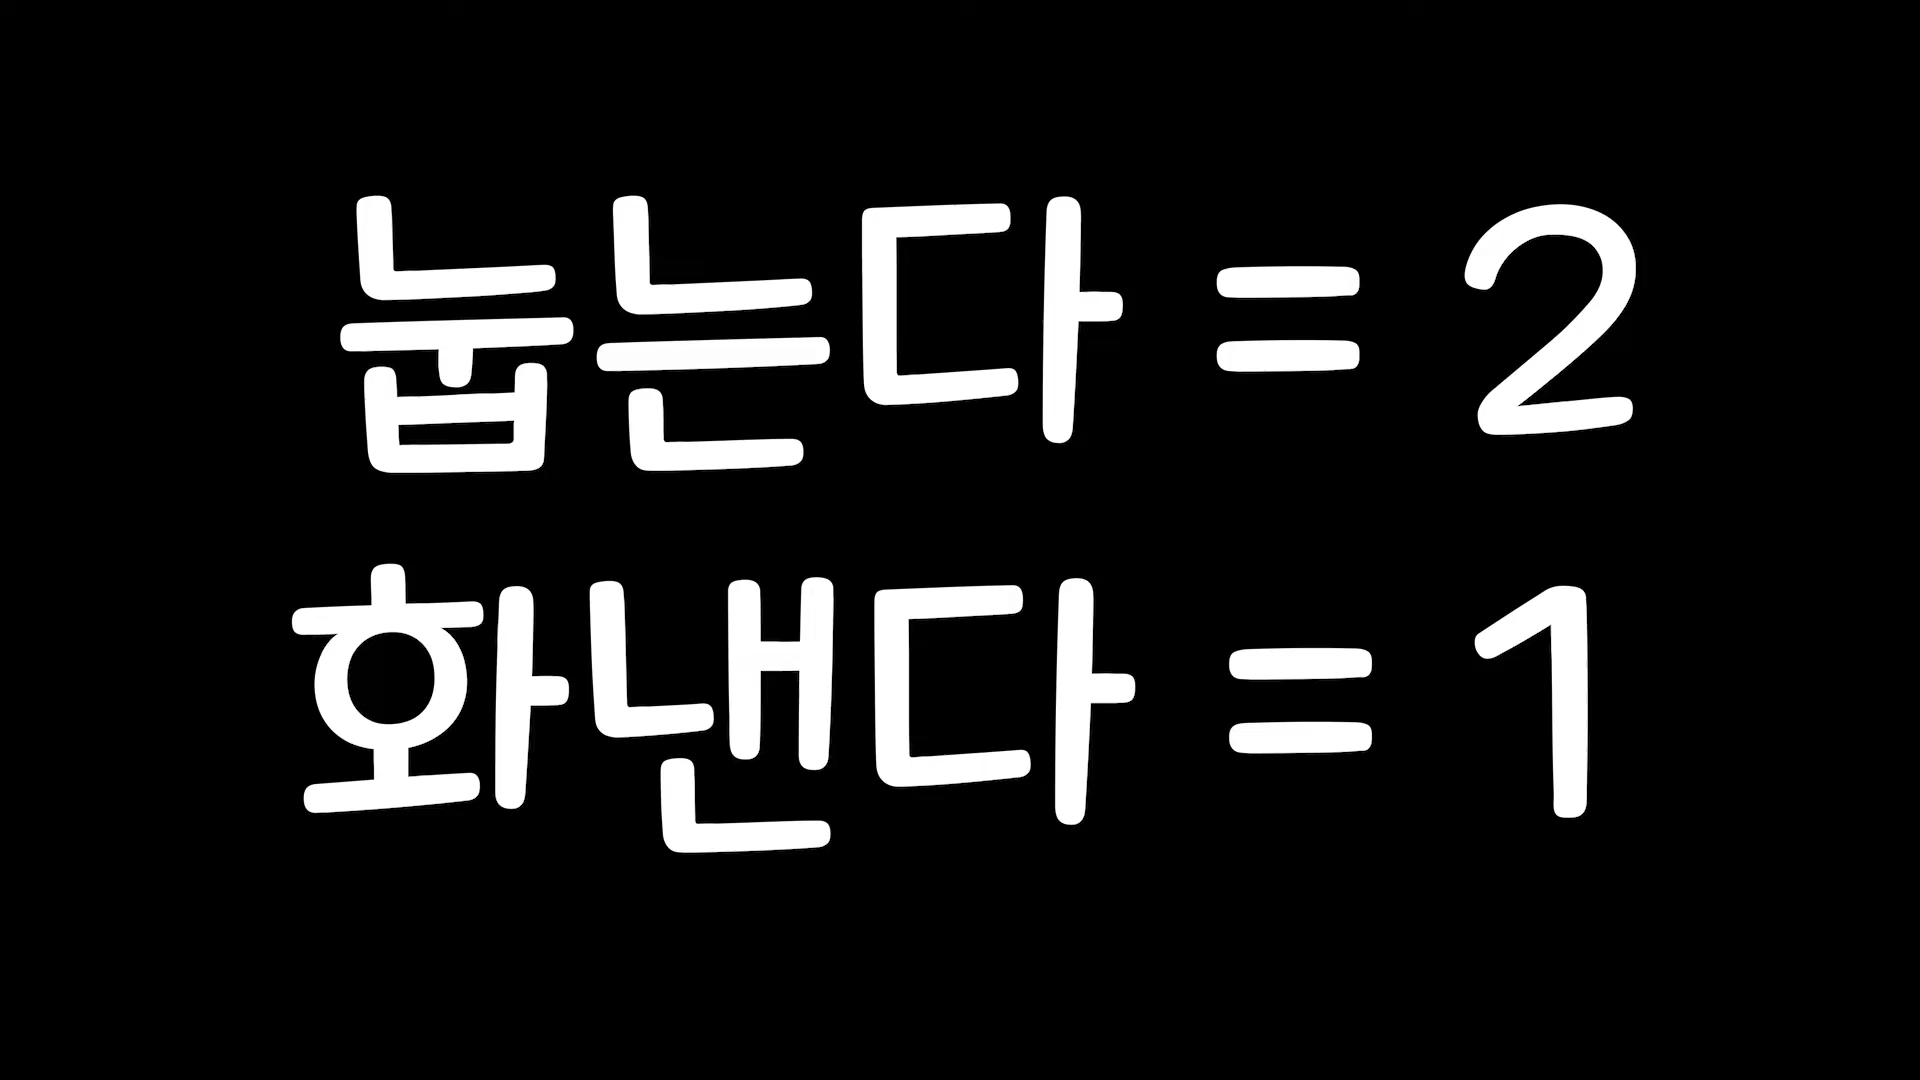 눕는다 = 2
화낸다 = 1